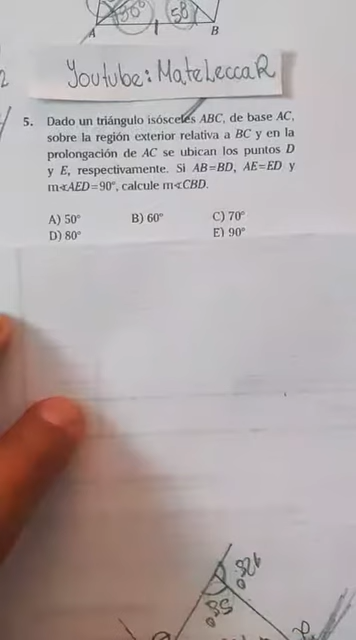 58
A
B
Youtube: MateLeccaR
5. Dado un triángulo isósceles ABC, de base AC,
sobre la región exterior relativa a BC y en la
prolongación de AC se ubican los puntos D
y E, respectivamente. Si AB=BD, AE=ED y
m∢AED=90°, calcule m∢CBD.
A) 50° B) 60° C) 70°
D) 80° E) 90°